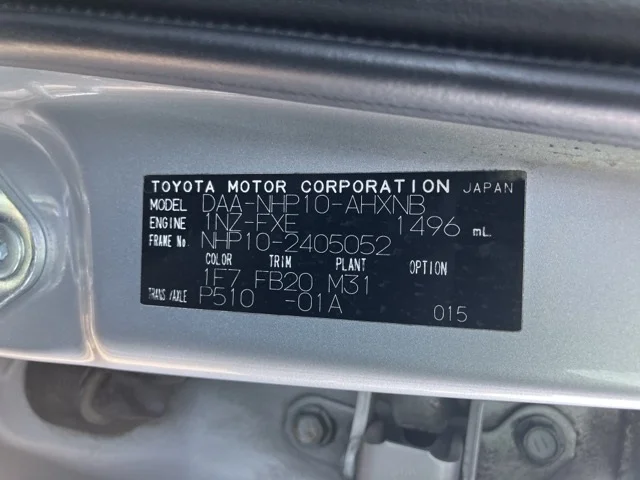 TOYOTA MOTOR CORPORATION JAPAN
MODEL DAA-NHP10-AHXNB
ENGINE 1NZ-FXE 1496 mL
FRAME No. NHP10-2405052
COLOR TRIM PLANT OPTION
1F7 FB20 M31
TRANS/AXLE P510 -01A 015